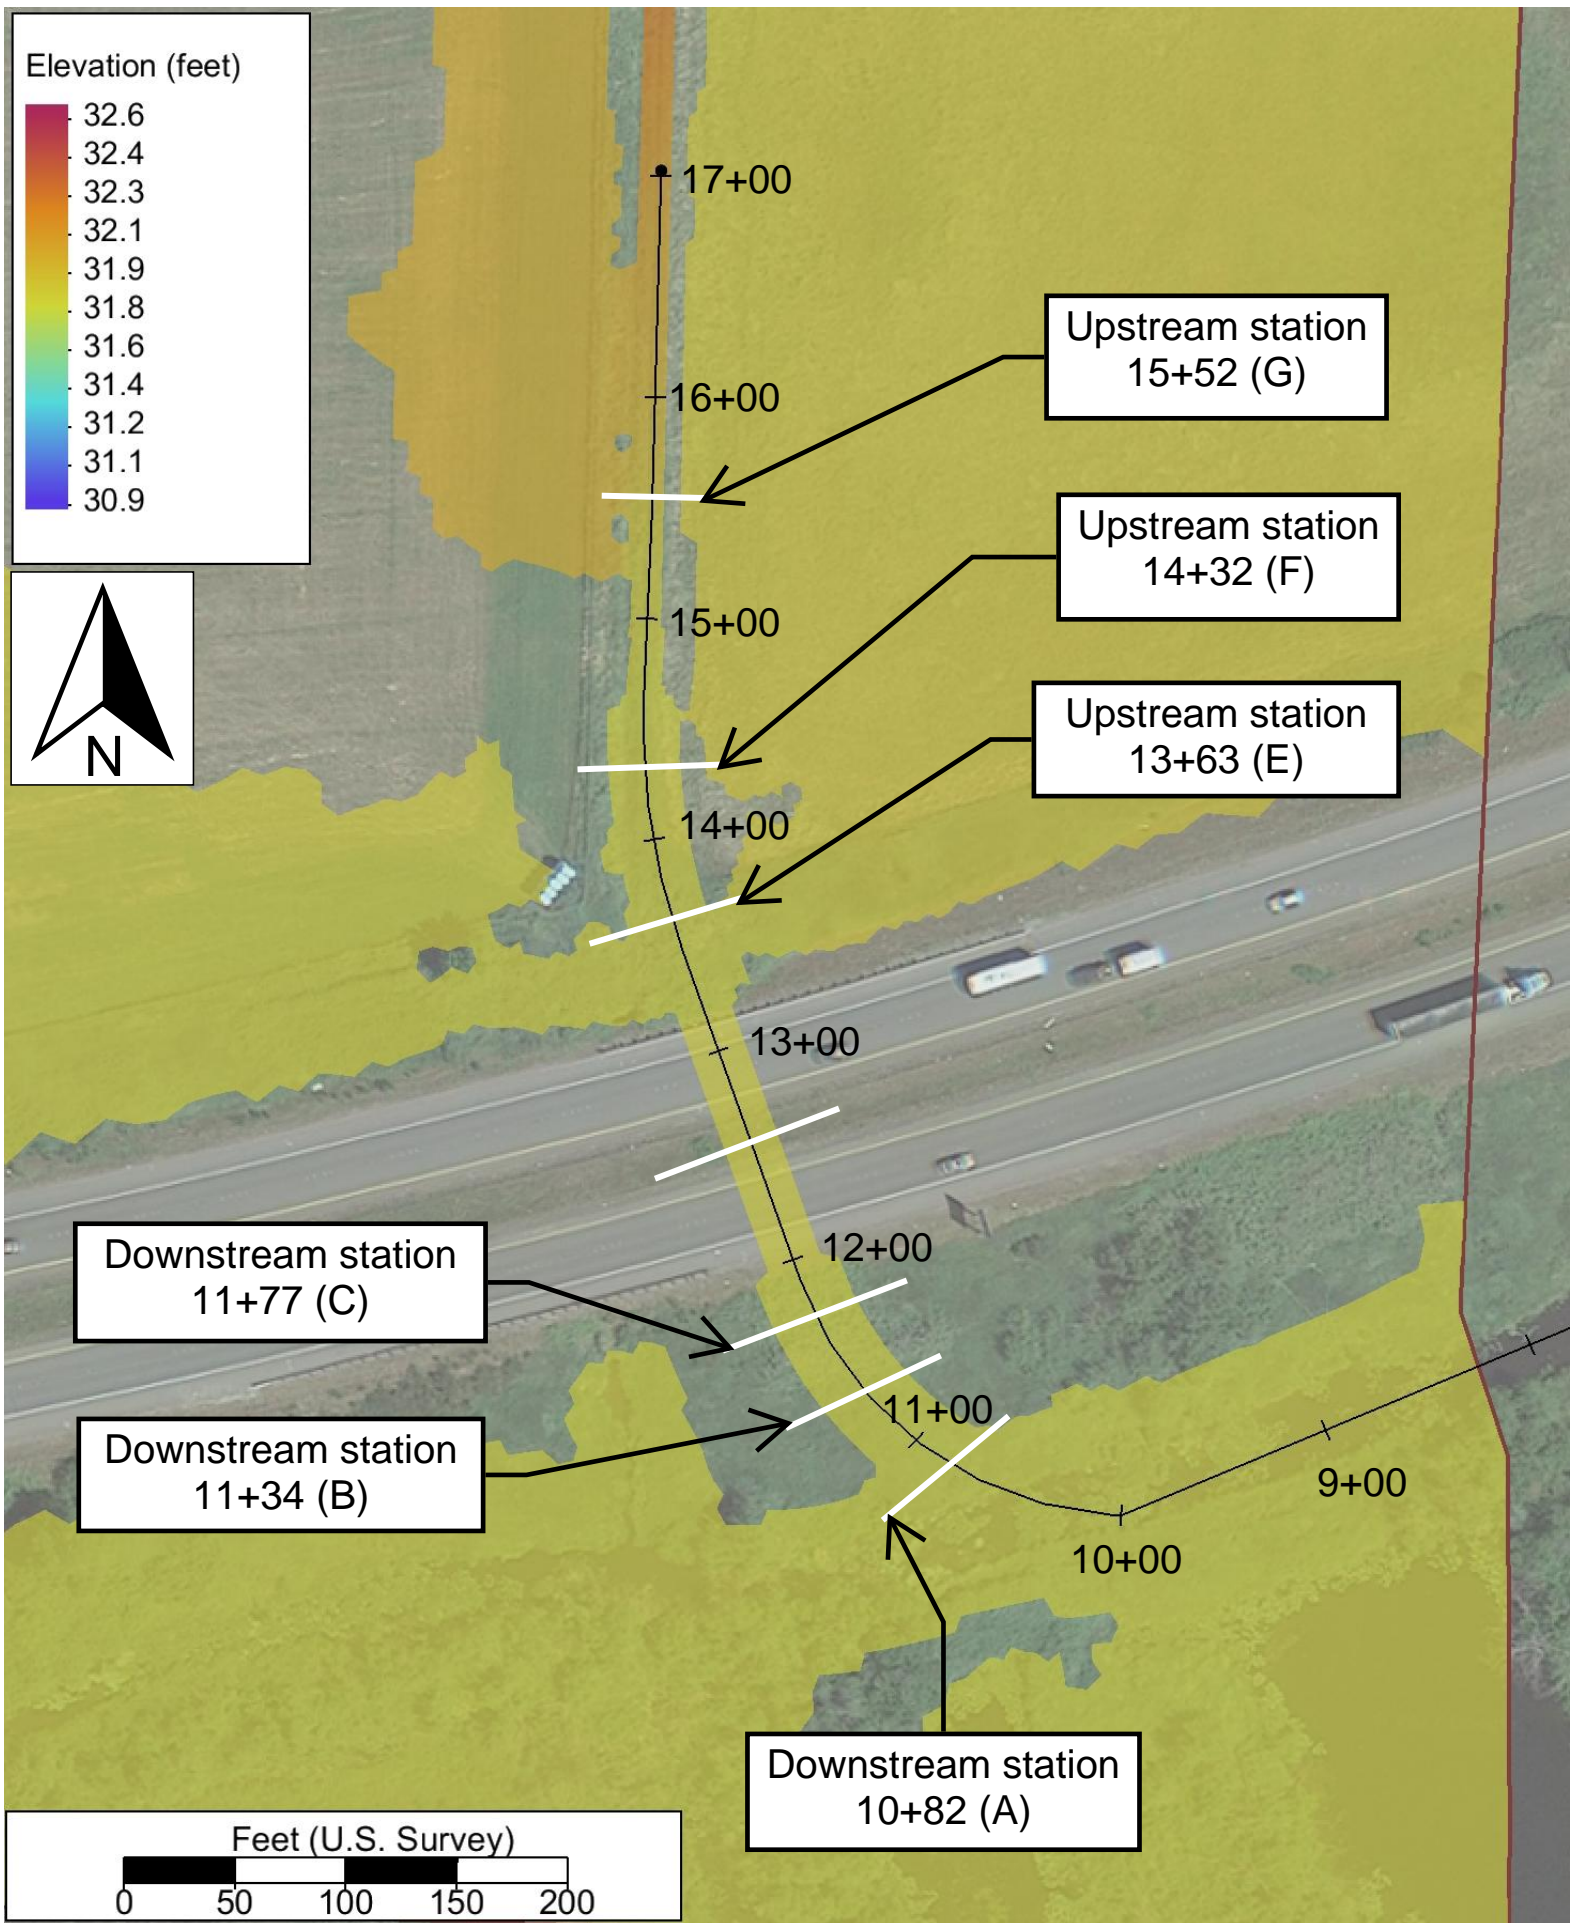 Elevation (feet)
32.6
32.4
32.3
32.1
31.9
31.8
31.6
31.4
31.2
31.1
30.9
N
17+00
Upstream station
15+52 (G)
16+00
Upstream station
14+32 (F)
15+00
Upstream station
13+63 (E)
14+00
13+00
12+00
Downstream station
11+77 (C)
11+00
Downstream station
11+34 (B)
9+00
10+00
Downstream station
10+82 (A)
Feet (U.S. Survey)
0 50 100 150 200